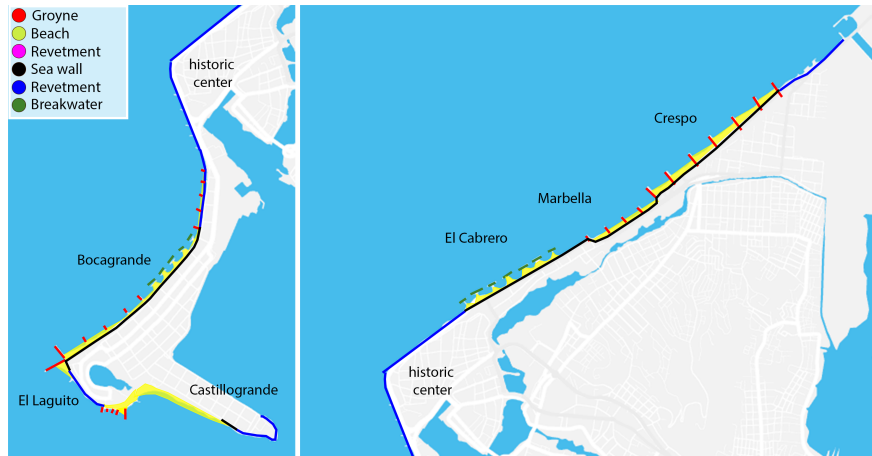 Groyne
Beach
Revetment
Sea wall
Revetment
Breakwater
historic
center
Bocagrande
El Laguito
Castillogrande
Crespo
Marbella
El Cabrero
historic
center